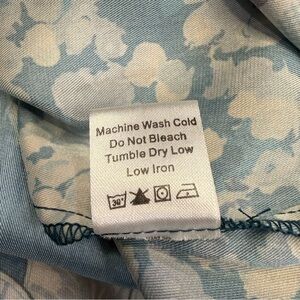 Machine Wash Cold
Do Not Bleach
Tumble Dry Low
Low Iron
30°